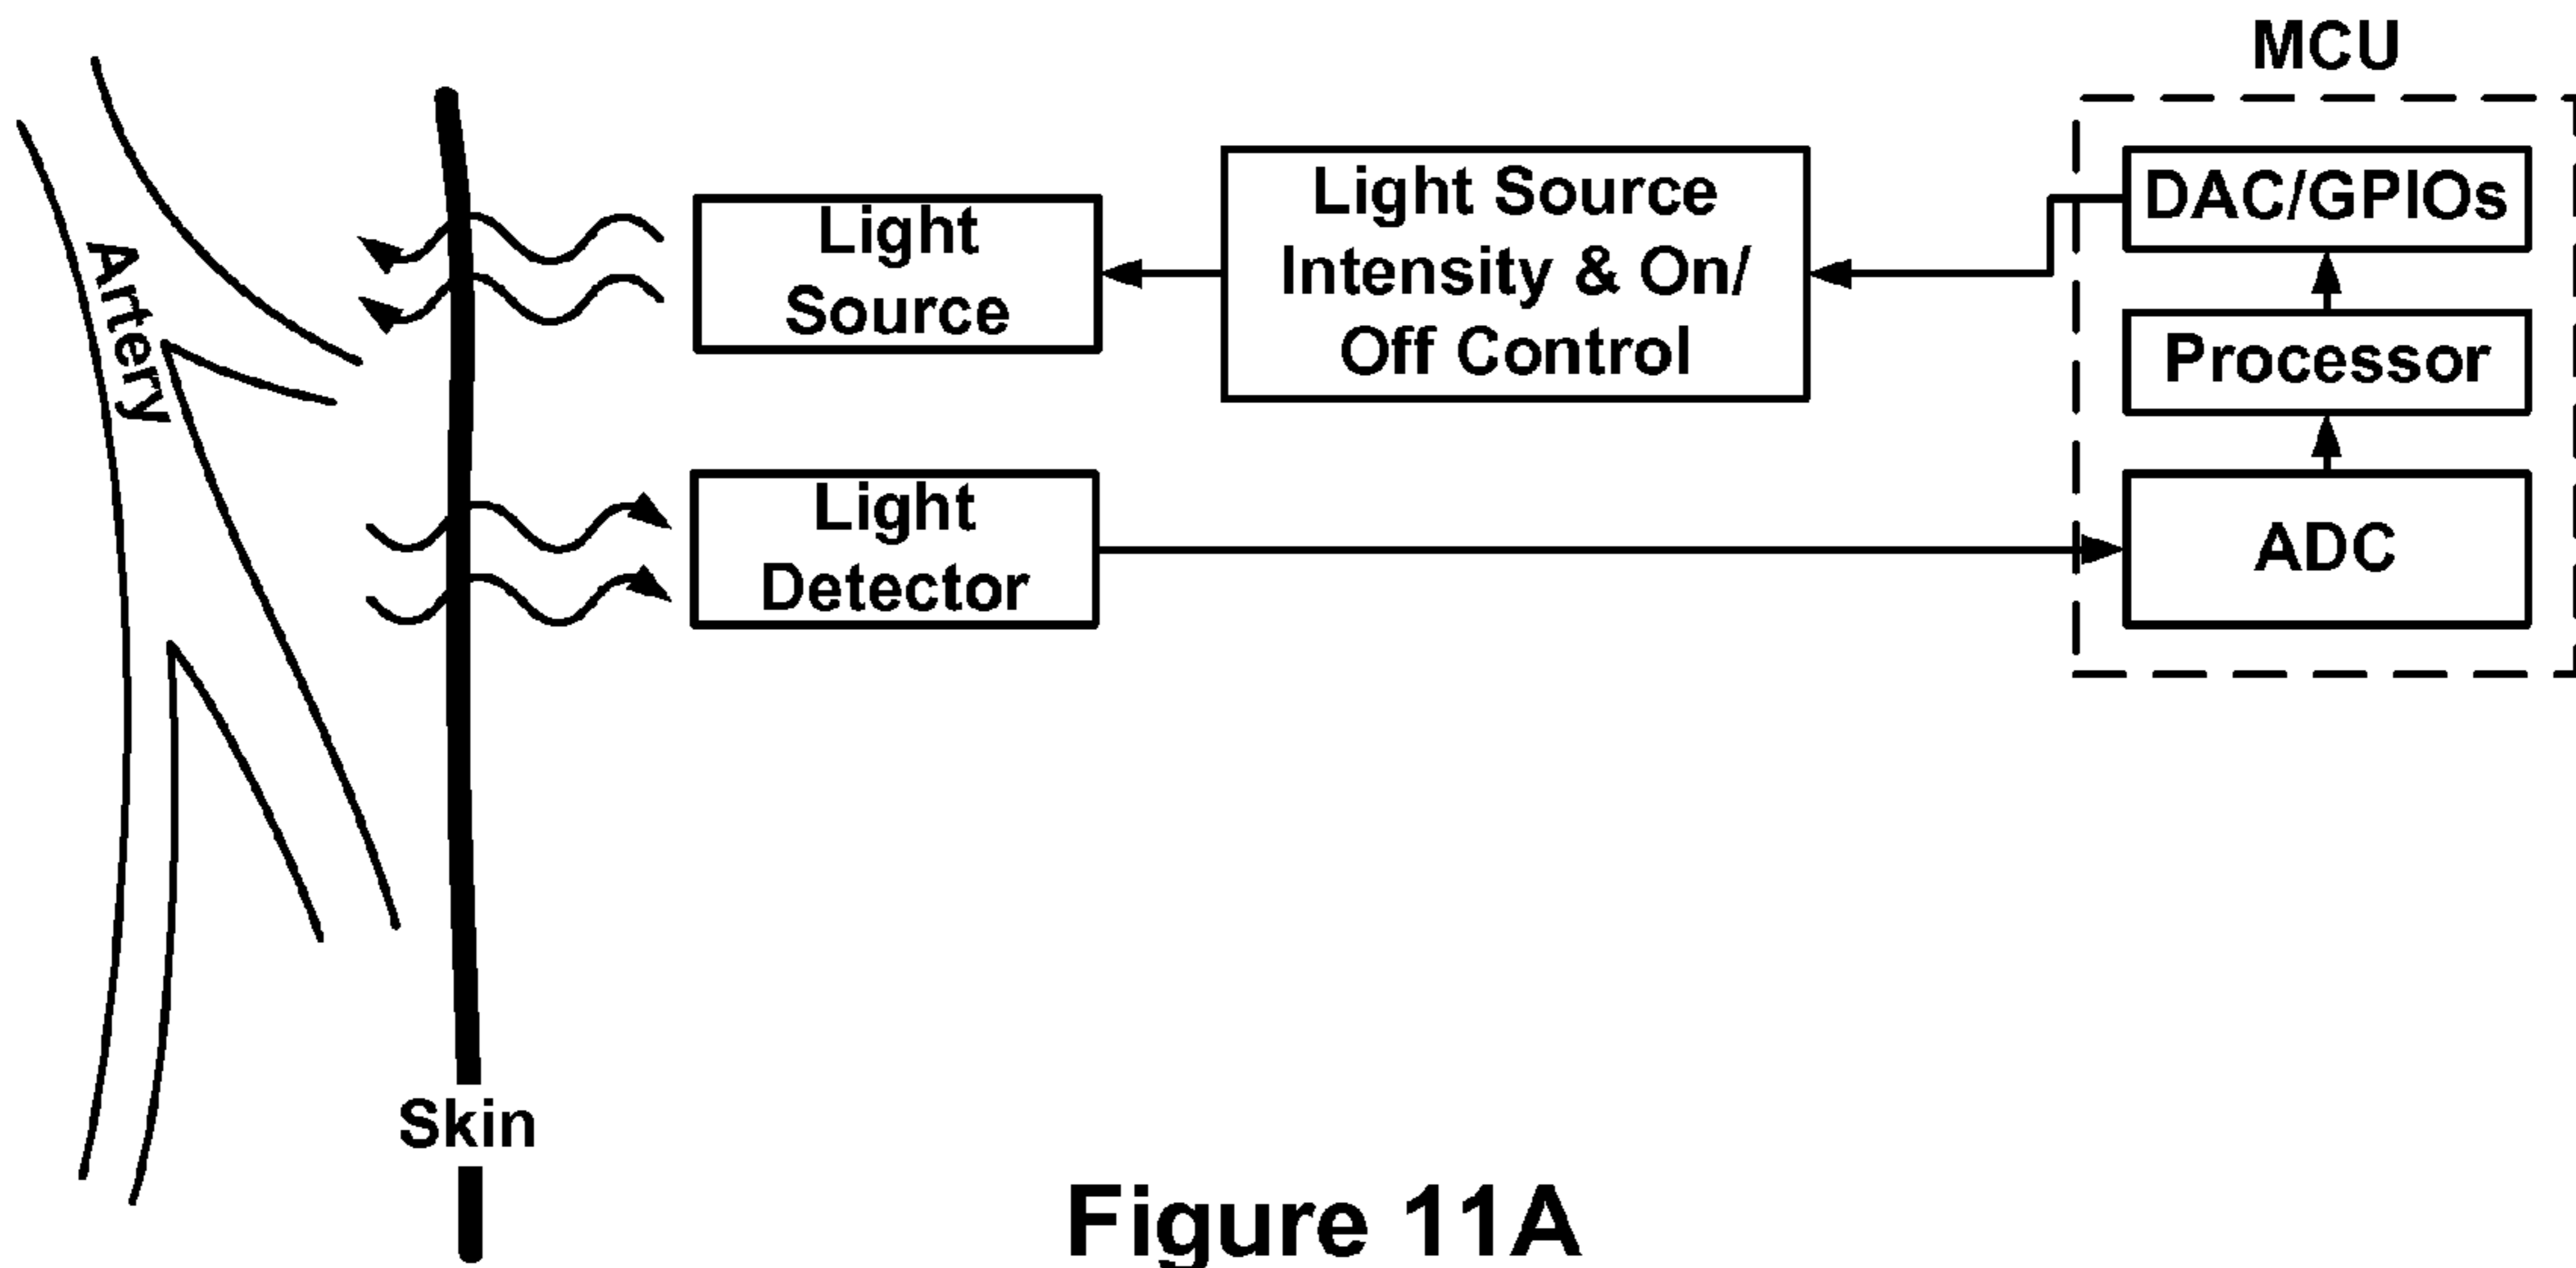 MCU
Artery
Light
Source
Light Source
Intensity & On/
Off Control
DAC/GPIOs
Processor
Light
Detector
ADC
Skin
Figure 11A